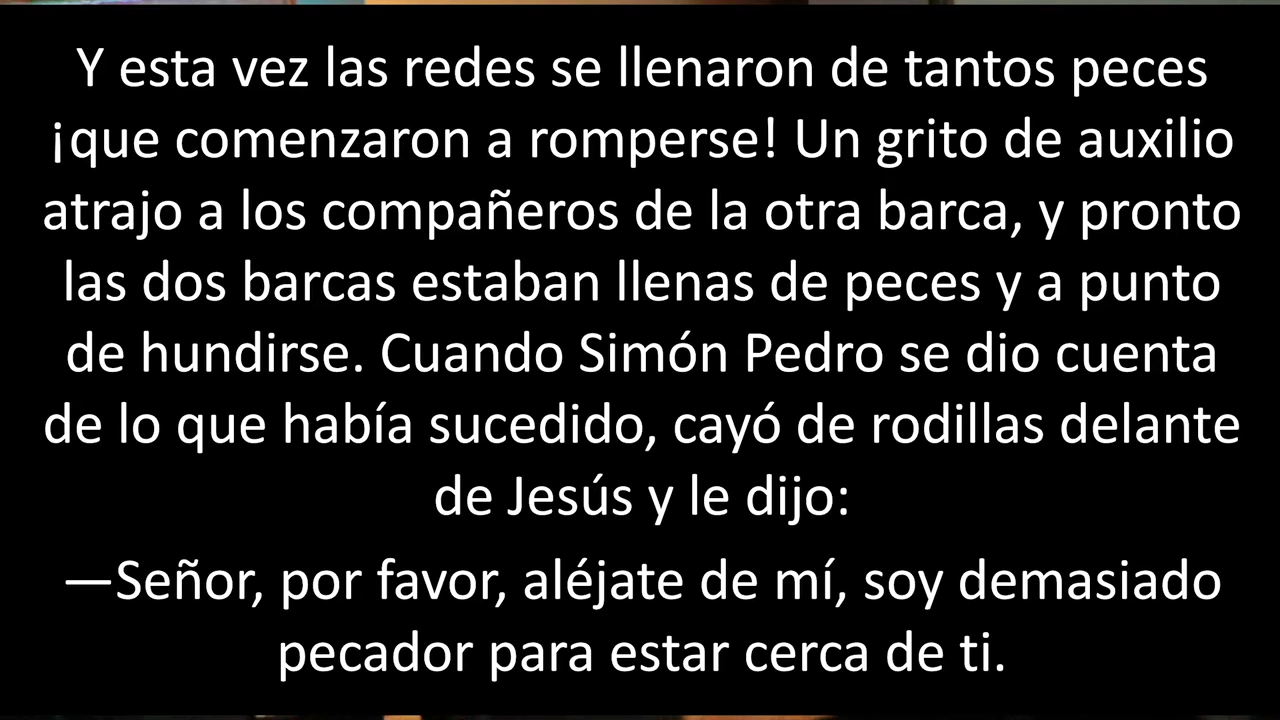 Y esta vez las redes se llenaron de tantos peces
¡que comenzaron a romperse! Un grito de auxilio
atrajo a los compañeros de la otra barca, y pronto
las dos barcas estaban llenas de peces y a punto
de hundirse. Cuando Simón Pedro se dio cuenta
de lo que había sucedido, cayó de rodillas delante
de Jesús y le dijo:
—Señor, por favor, aléjate de mí, soy demasiado
pecador para estar cerca de ti.